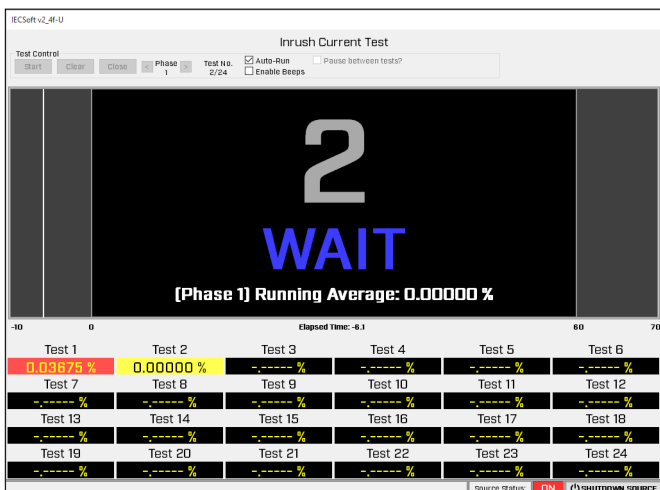 IECSoft v2_4f-U
Inrush Current Test
Test Control
Start Clear Close < Phase > Test No. Auto-Run Pause between tests?
1 2/24 Enable Beeps
2
WAIT
(Phase 1) Running Average: 0.00000 %
-10 0 Elapsed Time: -6.1 60 70
Test 1 Test 2 Test 3 Test 4 Test 5 Test 6
0.03675 % 0.00000 % -.----- % -.----- % -.----- % -.----- %
Test 7 Test 8 Test 9 Test 10 Test 11 Test 12
-.----- % -.----- % -.----- % -.----- % -.----- % -.----- %
Test 13 Test 14 Test 15 Test 16 Test 17 Test 18
-.----- % -.----- % -.----- % -.----- % -.----- % -.----- %
Test 19 Test 20 Test 21 Test 22 Test 23 Test 24
-.----- % -.----- % -.----- % -.----- % -.----- % -.----- %
Source Status: ON SHUTDOWN SOURCE